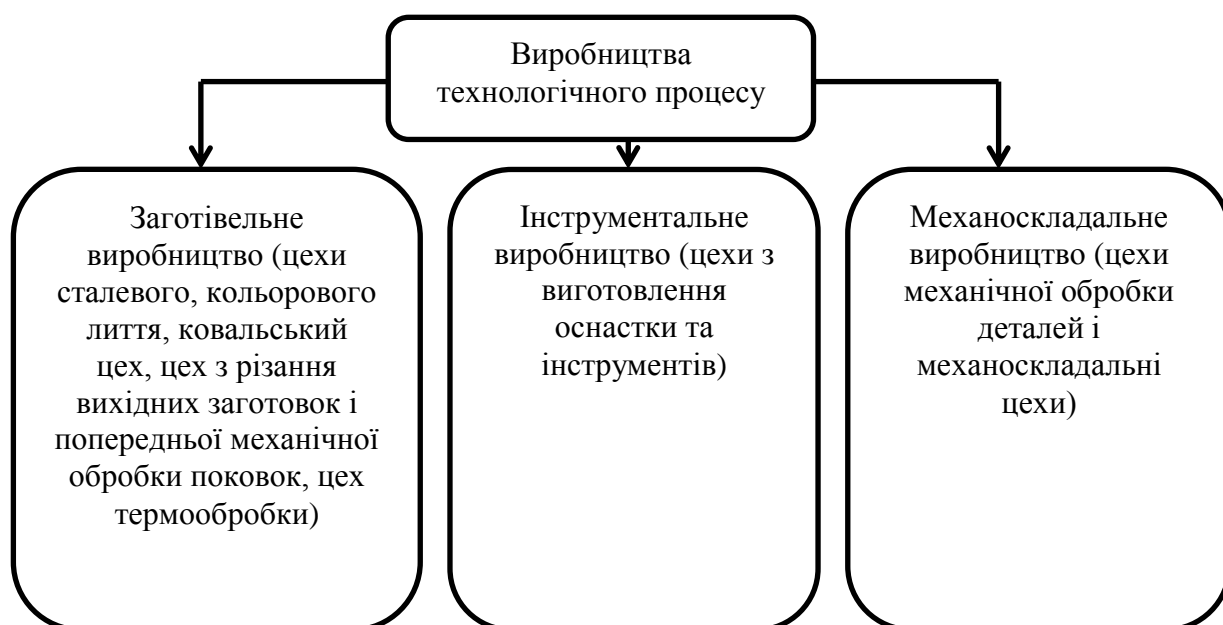 Виробництва
технологічного процесу
Заготівельне
виробництво (цехи
сталевого, кольорового
лиття, ковальський
цех, цех з різання
вихідних заготовок і
попередньої механічної
обробки поковок, цех
термообробки)
Інструментальне
виробництво (цехи з
виготовлення
оснастки та
інструментів)
Механоскладальне
виробництво (цехи
механічної обробки
деталей і
механоскладальні
цехи)